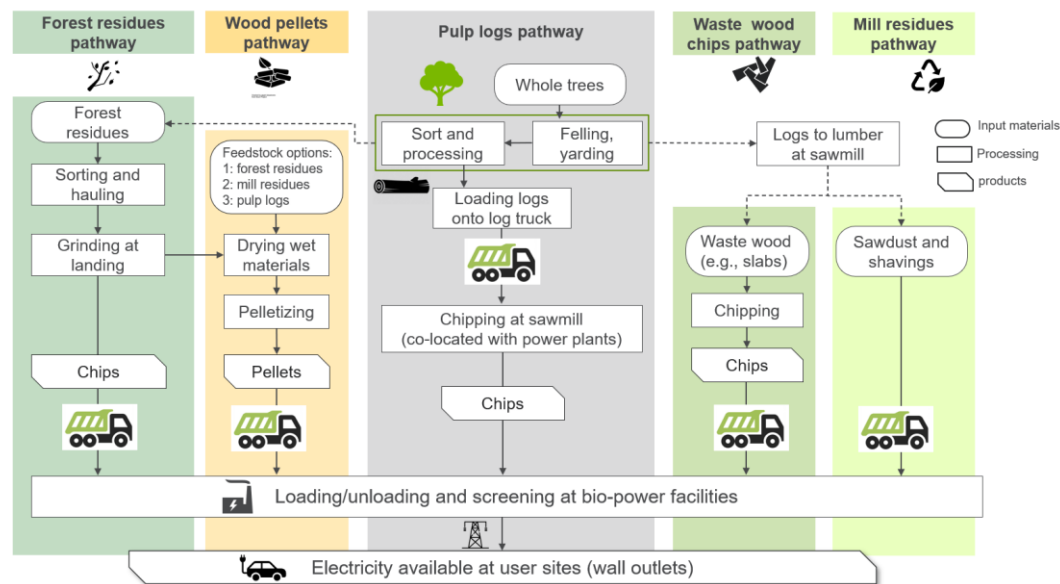 Forest residues
pathway
Wood pellets
pathway
Pulp logs pathway
Waste wood
chips pathway
Mill residues
pathway
Whole trees
Forest
residues
Sort and
processing
Felling,
yarding
Logs to lumber
at sawmill
Input materials
Processing
products
Feedstock options:
1: forest residues
2: mill residues
3: pulp logs
Sorting and
hauling
Loading logs
onto log truck
Grinding at
landing
Drying wet
materials
Waste wood
(e.g., slabs)
Sawdust and
shavings
Pelletizing
Chipping at sawmill
(co-located with power plants)
Chipping
Chips
Pellets
Chips
Chips
Loading/unloading and screening at bio-power facilities
Electricity available at user sites (wall outlets)